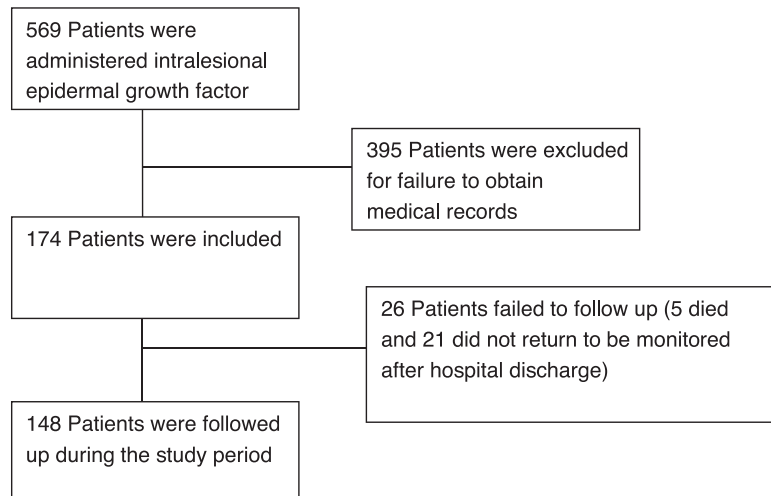 569 Patients were
administered intralesional
epidermal growth factor
395 Patients were excluded
for failure to obtain
medical records
174 Patients were included
26 Patients failed to follow up (5 died
and 21 did not return to be monitored
after hospital discharge)
148 Patients were followed
up during the study period